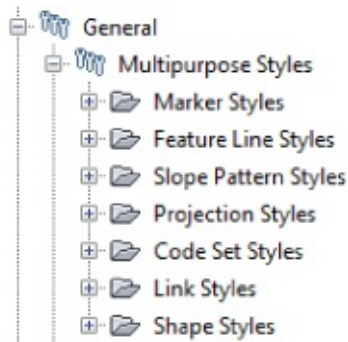 General
Multipurpose Styles
Marker Styles
Feature Line Styles
Slope Pattern Styles
Projection Styles
Code Set Styles
Link Styles
Shape Styles